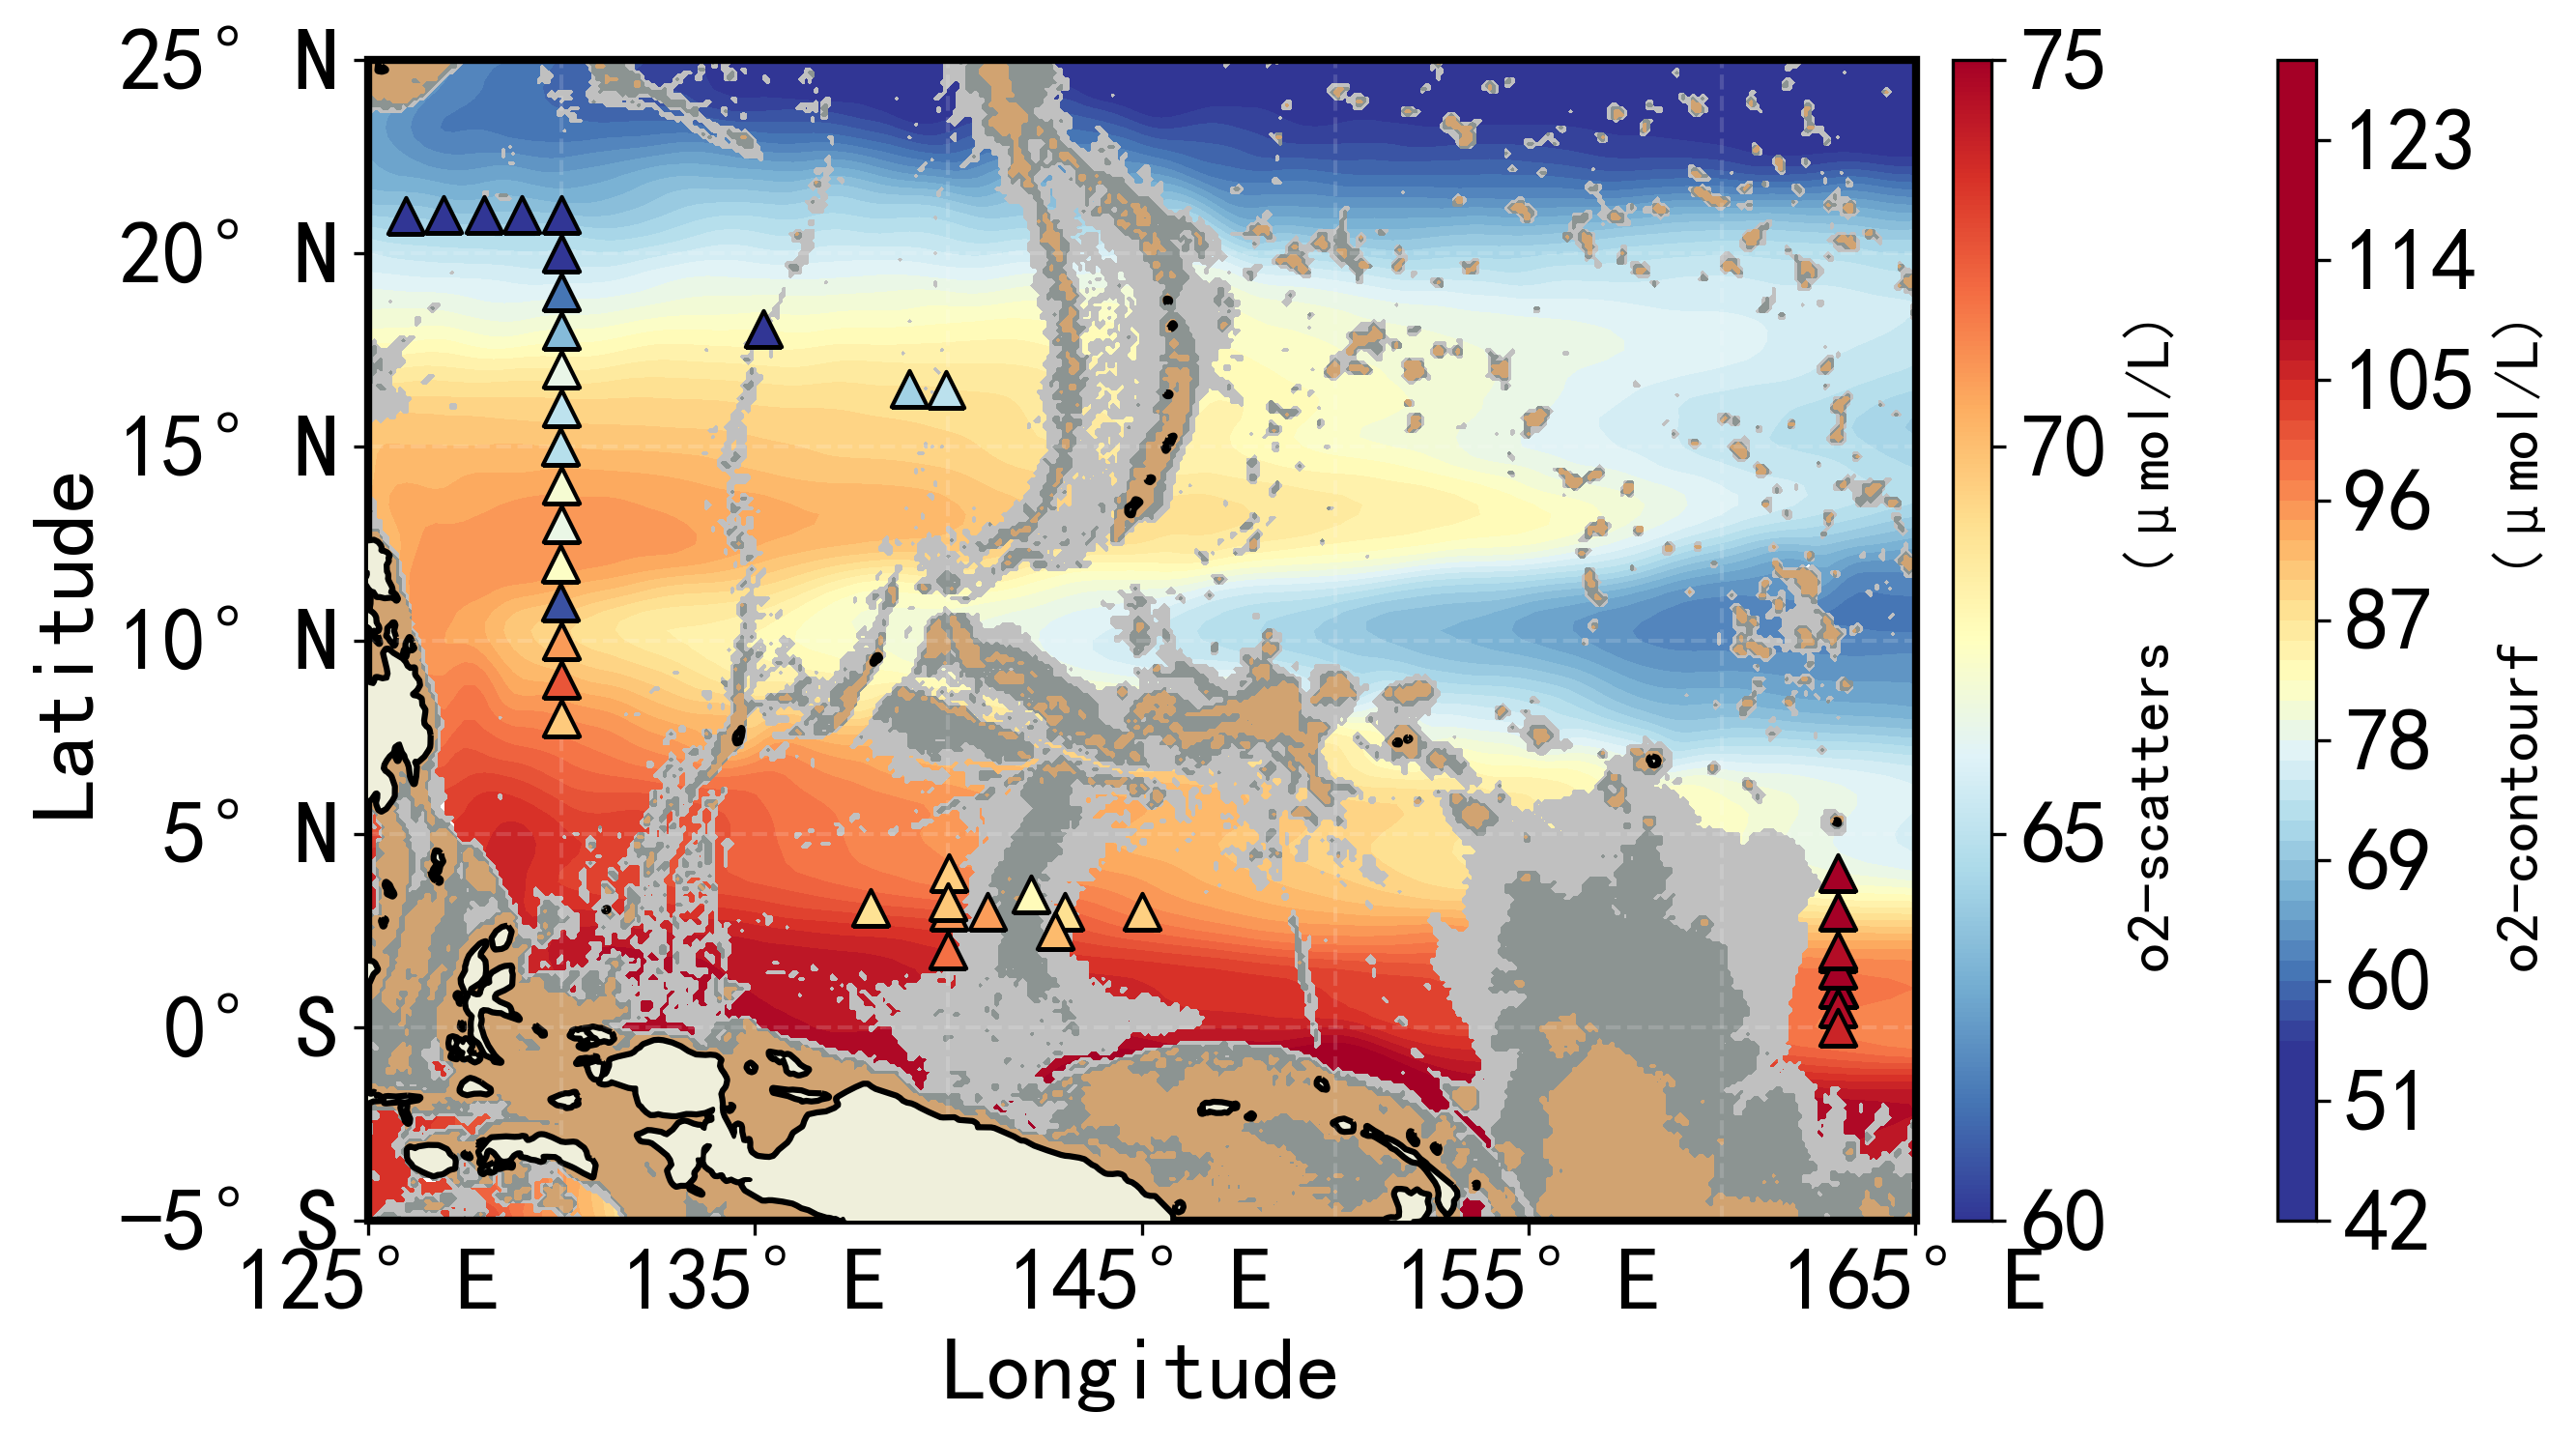 25° N
20° N
15° N
10° N
5° N
0° S
−5° S
Latitude
125° E
135° E
145° E
155° E
165° E
Longitude
75
70
65
60
o2-scatters (μmol/L)
123
114
105
96
87
78
69
60
51
42
o2-contourf (μmol/L)